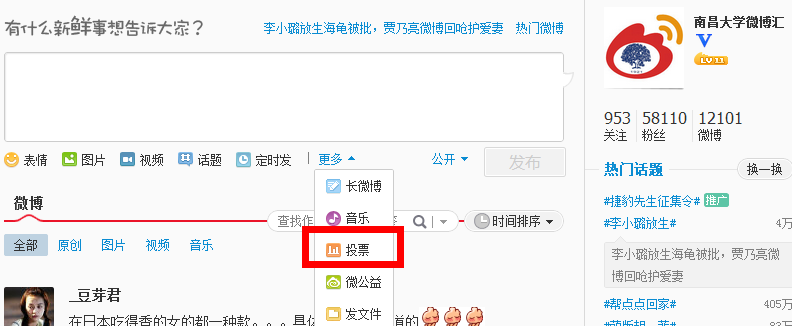 有什么新鲜事想告诉大家?
李小璐放生海龟被批，贾乃亮微博回呛护爱妻 热门微博
表情 图片 视频 话题 定时发 更多 公开 发布
长微博
音乐
投票
微公益
发文件
微博
查找作
时间排序
全部 原创 图片 视频 音乐
_豆芽君
在日本吃得香的女的都一种款。。。具
道的
南昌大学微博汇
V
LV 11
953 58110 12101
关注 粉丝 微博
热门话题 换一换
#捷豹先生征集令# 推广
#李小璐放生# 4万
李小璐放生海龟被批，贾乃亮微
博回呛护爱妻
#帮点点回家# 405万